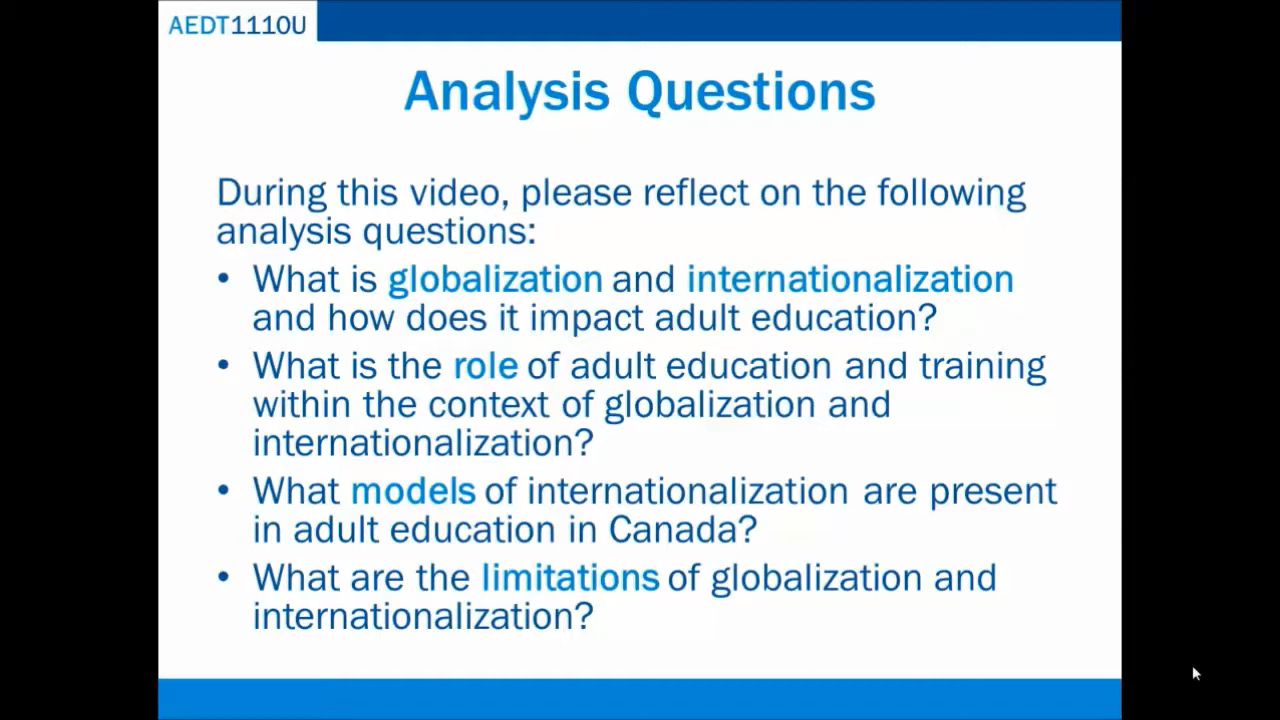 AEDT1110U
Analysis Questions
During this video, please reflect on the following
analysis questions:
• What is globalization and internationalization
and how does it impact adult education?
• What is the role of adult education and training
within the context of globalization and
internationalization?
• What models of internationalization are present
in adult education in Canada?
• What are the limitations of globalization and
internationalization?